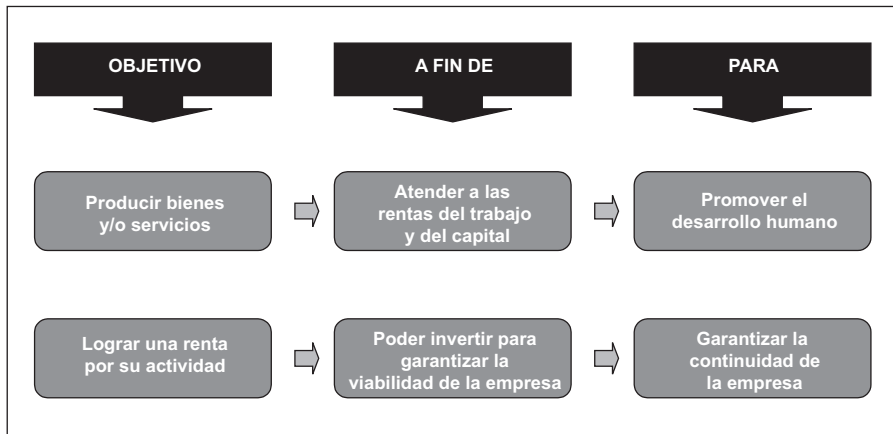 OBJETIVO
A FIN DE
PARA
Producir bienes
y/o servicios
Atender a las
rentas del trabajo
y del capital
Promover el
desarrollo humano
Lograr una renta
por su actividad
Poder invertir para
garantizar la
viabilidad de la empresa
Garantizar la
continuidad de
la empresa